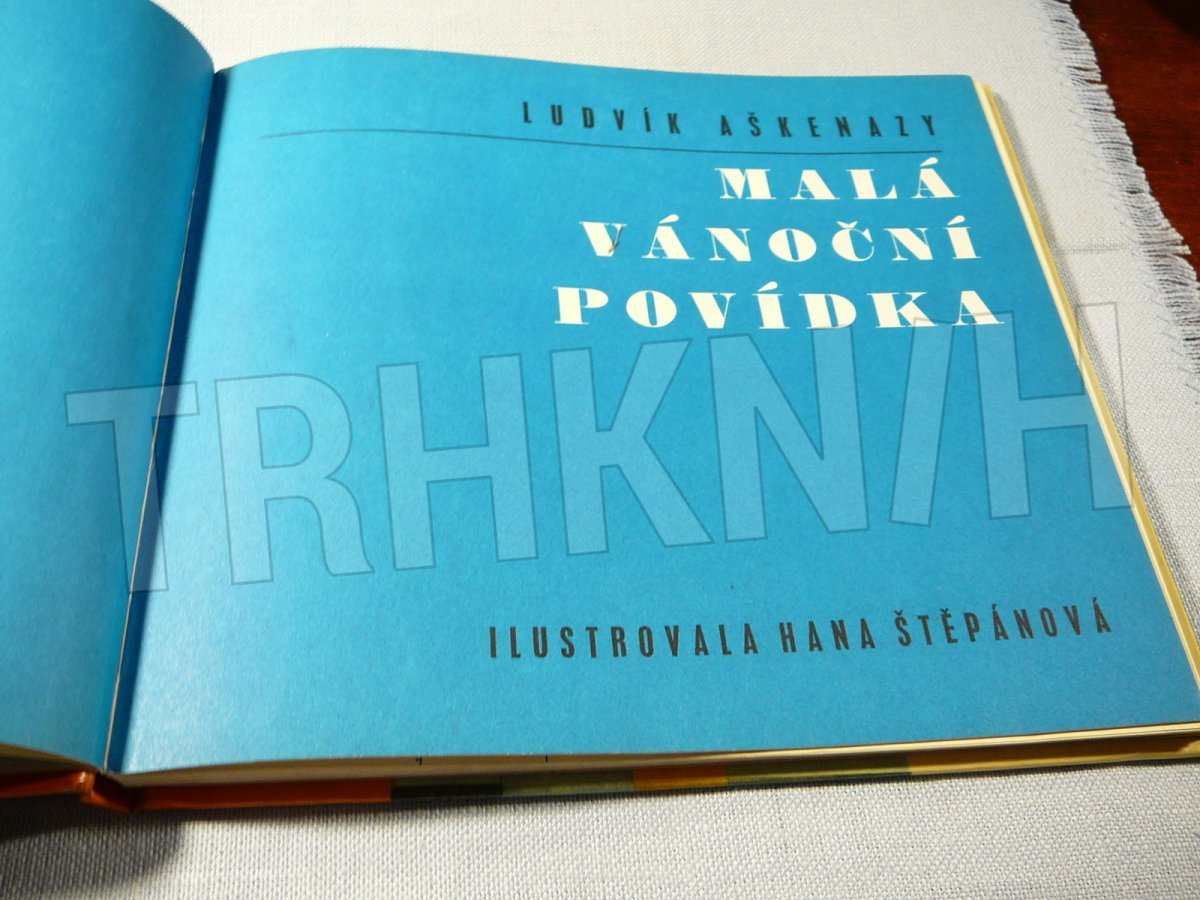 LUDVÍK AŠKENAZY
MALÁ
VÁNOČNÍ
POVÍDKA
TRHKNIH
ILUSTROVALA HANA ŠTĚPÁNOVÁ